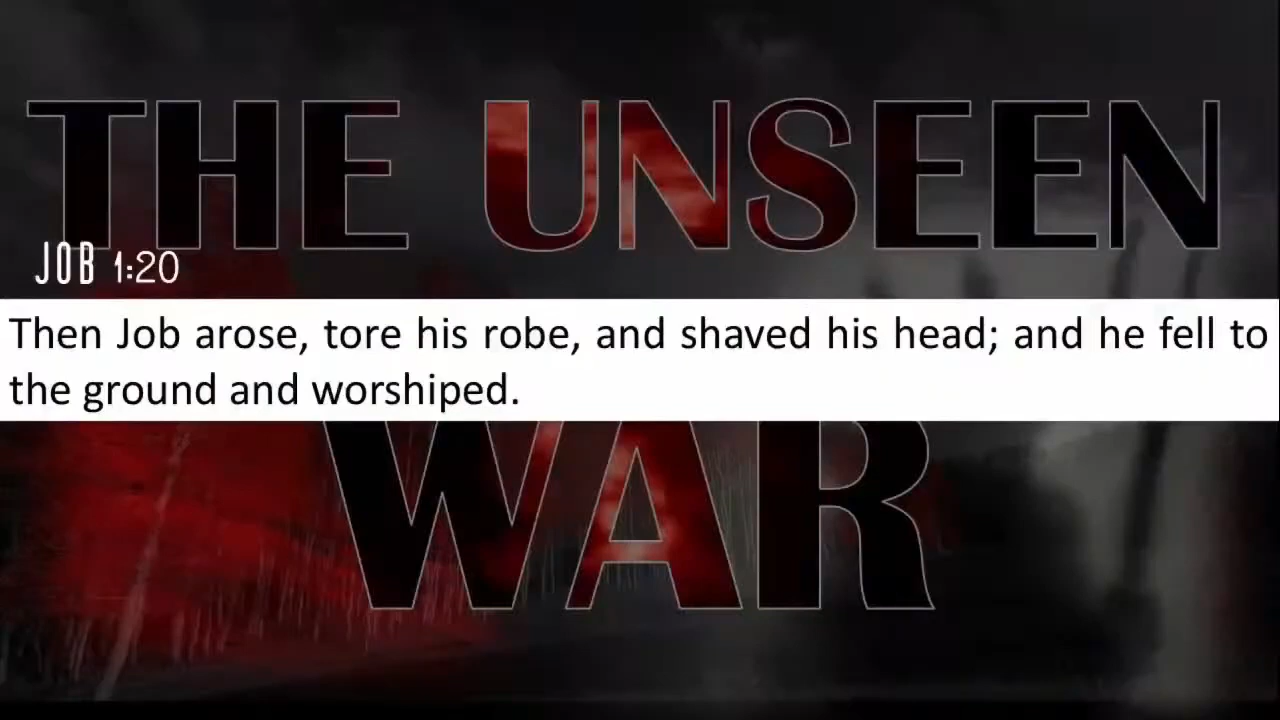 THE UNSEEN
JOB 1:20
Then Job arose, tore his robe, and shaved his head; and he fell to
the ground and worshiped.
WAR